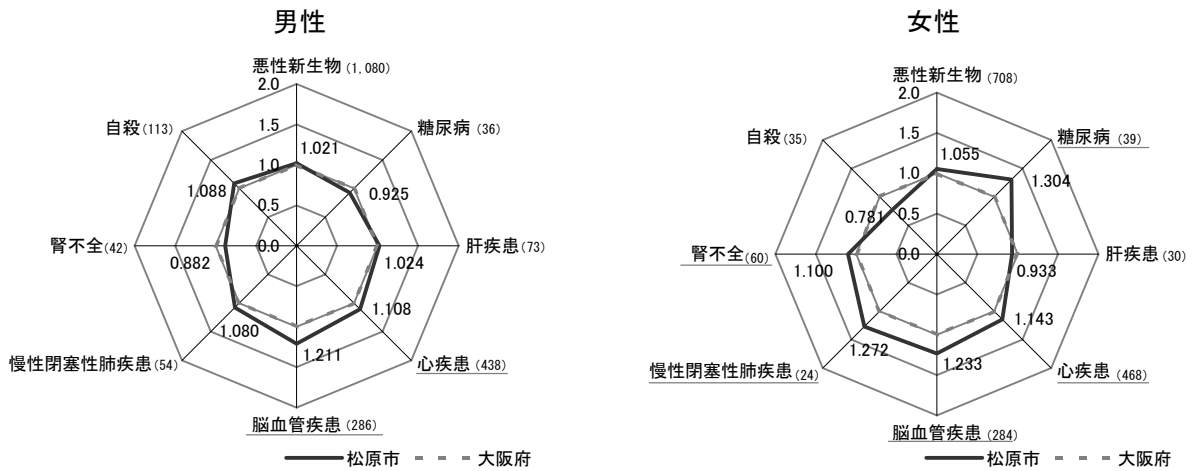 男性
悪性新生物(1,080)
2.0
自殺(113)
糖尿病(36)
1.5
1.021
1.0
1.088
0.925
0.5
腎不全(42)
0.0
肝疾患(73)
0.882
1.024
1.108
1.080
1.211
慢性閉塞性肺疾患(54)
心疾患(438)
脳血管疾患(286)
松原市
大阪府
女性
悪性新生物(708)
2.0
自殺(35)
糖尿病(39)
1.5
1.055
1.0
1.304
0.781
0.5
腎不全(60)
0.0
肝疾患(30)
1.100
0.933
1.143
1.272
1.233
慢性閉塞性肺疾患(24)
心疾患(468)
脳血管疾患(284)
松原市
大阪府